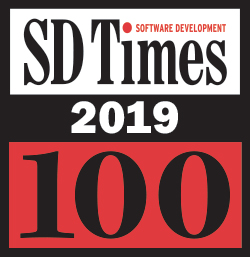 SOFTWARE DEVELOPMENT
SD Times
2019
100